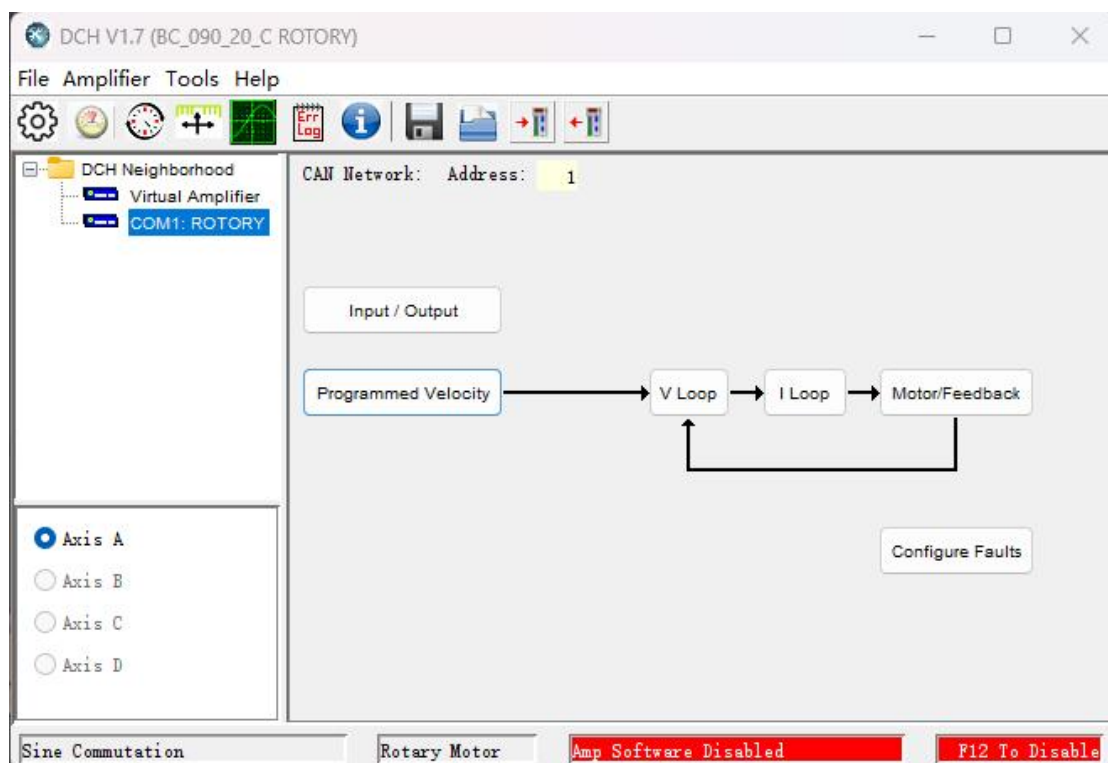 DCH V1.7 (BC_090_20_C ROTORY)
File Amplifier Tools Help
Err
Log
DCH Neighborhood
Virtual Amplifier
COM1: ROTORY
CAN Network: Address: 1
Input / Output
Programmed Velocity
V Loop
I Loop
Motor/Feedback
Configure Faults
Axis A
Axis B
Axis C
Axis D
Sine Commutation
Rotary Motor
Amp Software Disabled
F12 To Disable